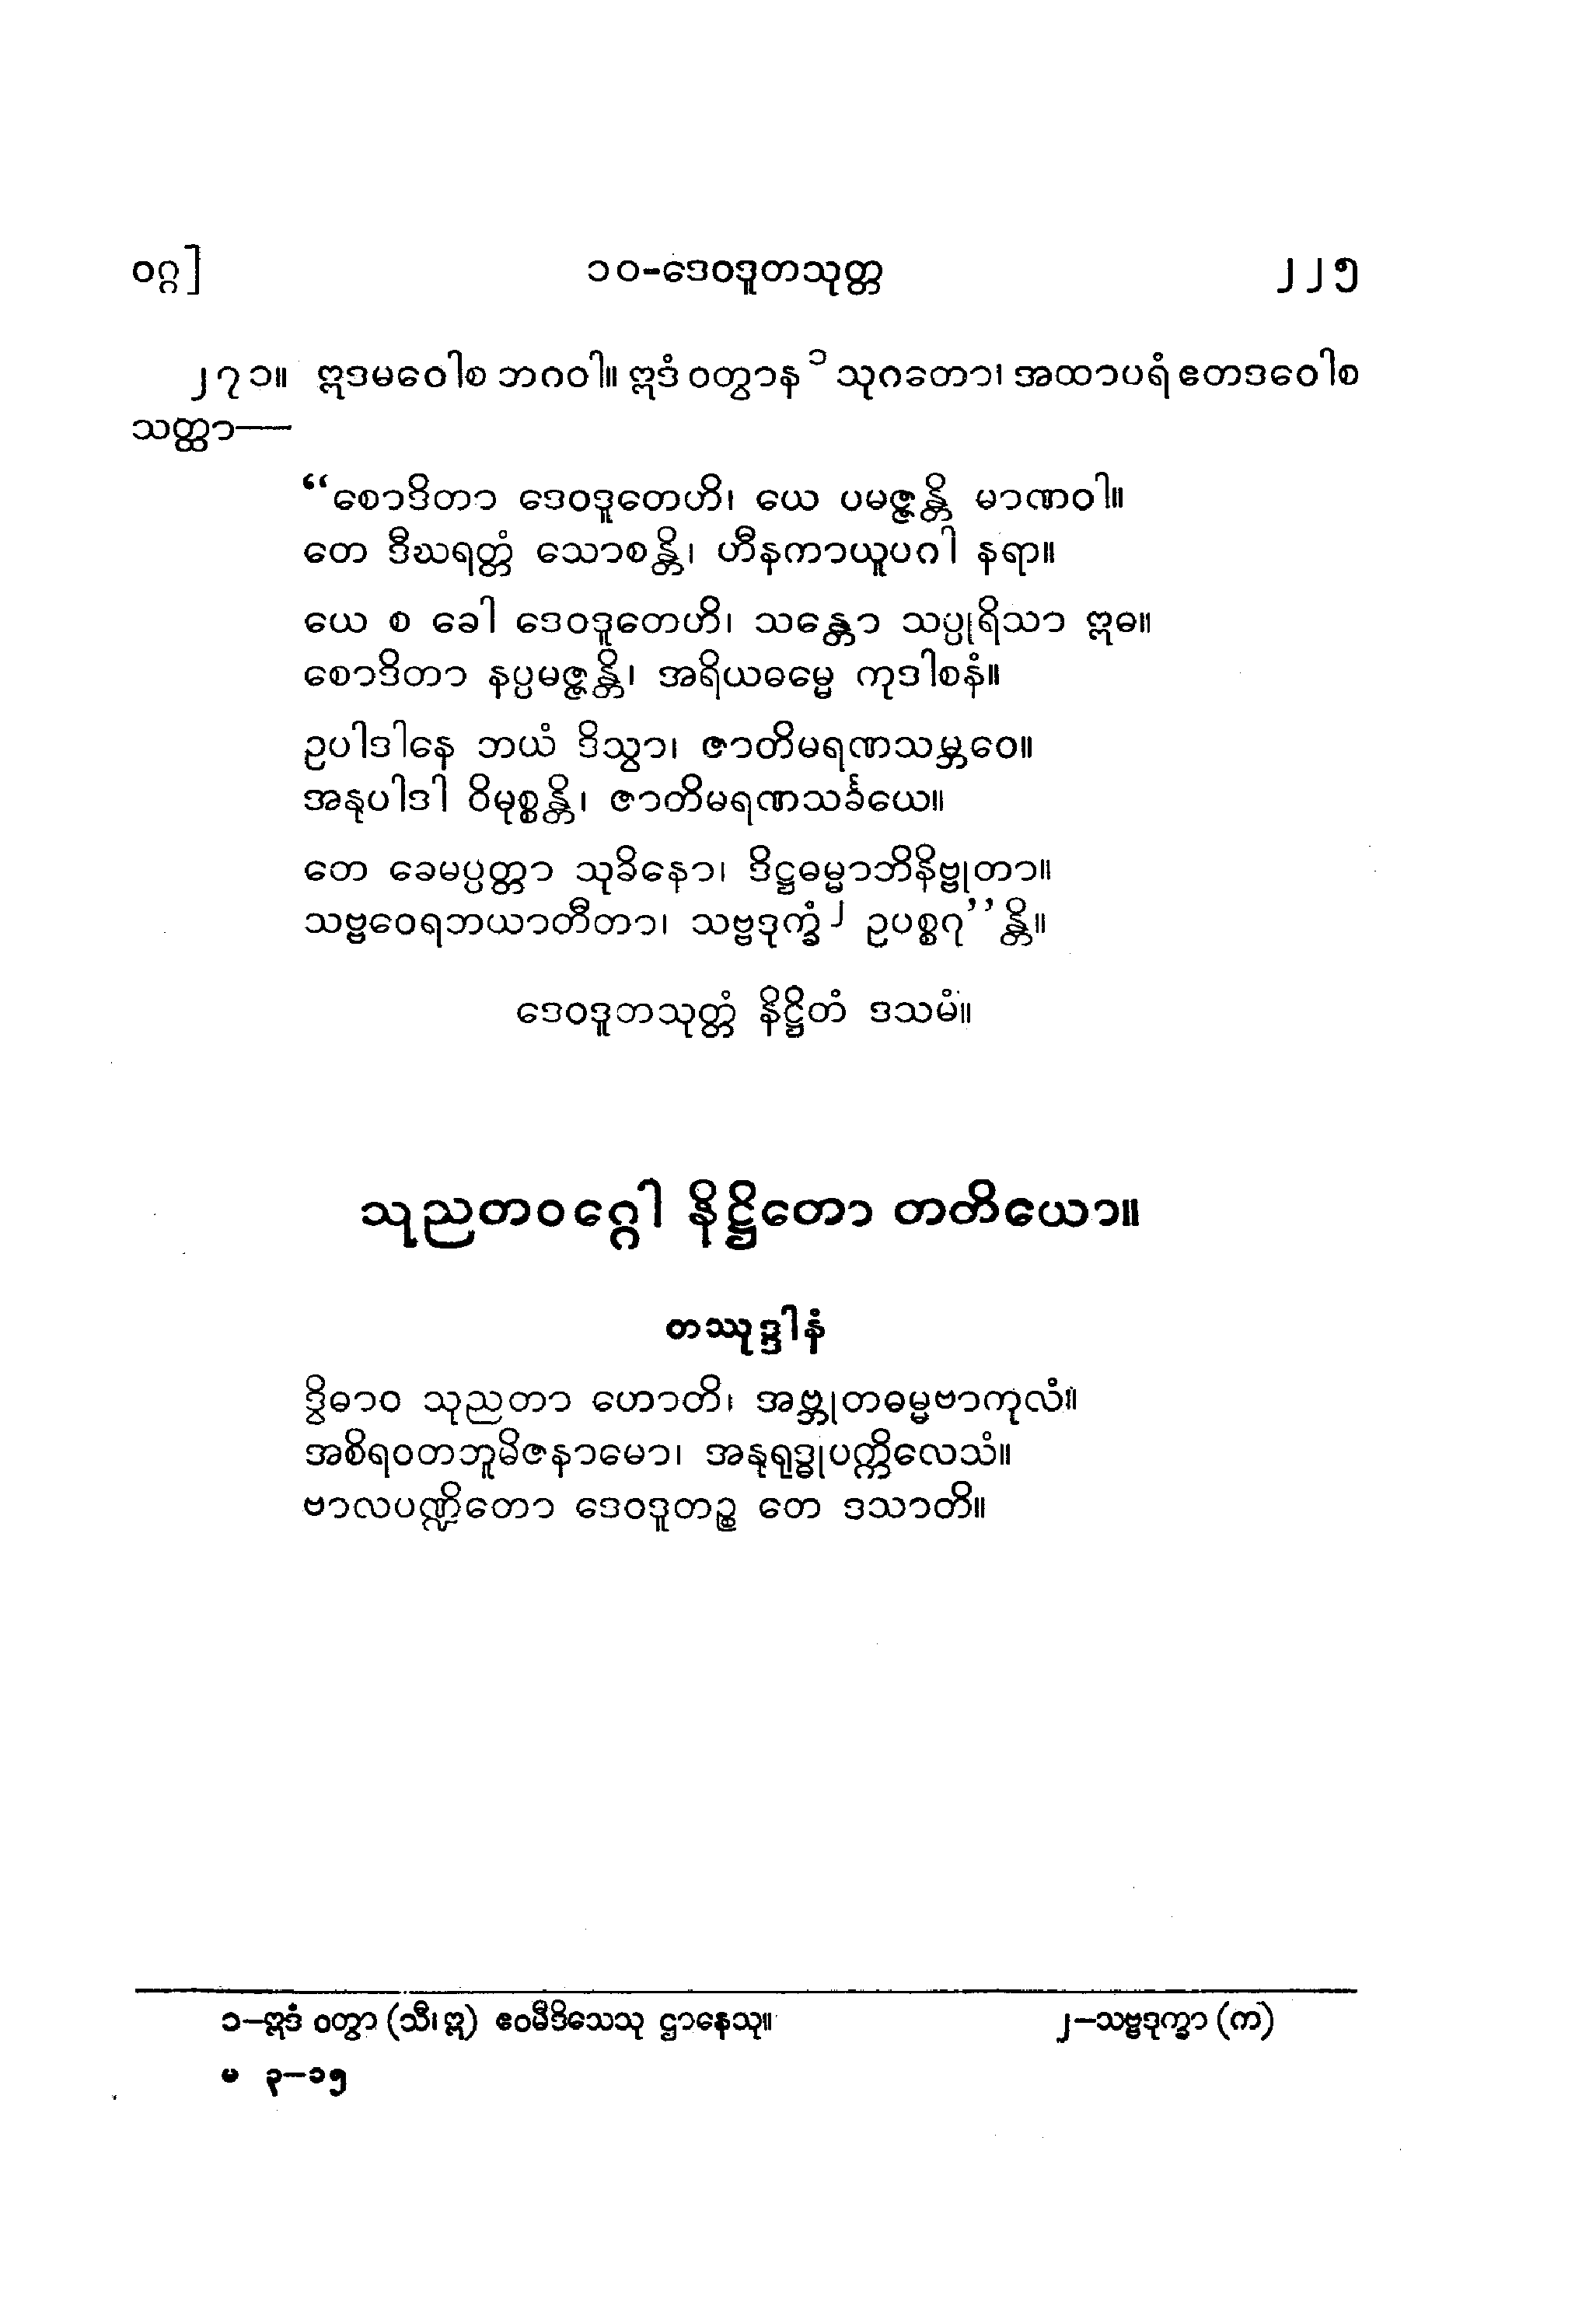 ဝဂ္ဂ] ၁၀-ဒေဝဒူတသုတ္တ ၂၂၅
၂၇၁။ ဣဒမဝေါစ ဘဂဝါ။ ဣဒံ ဝတွာန ၁ သုဂတော၊ အထာပရံ ဧတဒဝေါစ
သတ္ထာ—
“စောဒိတာ ဒေဝဒူတေဟိ၊ ယေ ပမဇ္ဇန္တိ မာဏဝါ။
တေ ဒီဃရတ္တံ သောစန္တိ၊ ဟီနကာယူပဂါ နရာ။
ယေ စ ခေါ ဒေဝဒူတေဟိ၊ သန္တော သပ္ပုရိသာ ဣဓ။
စောဒိတာ နပ္ပမဇ္ဇန္တိ၊ အရိယဓမ္မေ ကုဒါစနံ။
ဥပါဒါနေ ဘယံ ဒိသွာ၊ ဇာတိမရဏသမ္ဘဝေ။
အနုပါဒါ ဝိမုစ္စန္တိ၊ ဇာတိမရဏသင်္ခယေ။
တေ ခေမပ္ပတ္တာ သုခိနော၊ ဒိဋ္ဌဓမ္မာဘိနိဗ္ဗုတာ။
သဗ္ဗဝေရဘယာတီတာ၊ သဗ္ဗဒုက္ခံ ၂ ဥပစ္စဂု’’န္တိ။
ဒေဝဒူတသုတ္တံ နိဋ္ဌိတံ ဒသမံ။
သုညတဝဂ္ဂေါ နိဋ္ဌိတော တတိယော။
တဿုဒ္ဒါနံ
ဒွိဓာဝ သုညတာ ဟောတိ၊ အဗ္ဘုတဓမ္မဗာကုလံ။
အစိရဝတဘူမိဇနာမော၊ အနုရုဒ္ဓုပက္ကိလေသံ။
ဗာလပဏ္ဍိတော ဒေဝဒူတဉ္စ တေ ဒသာတိ။
၁—ဣဒံ ဝတွာ (သီ၊ ဣ) ဧဝမီဒိသေသု ဌာနေသု။ ၂—သဗ္ဗဒုက္ခာ (က)
မ ၃—၁၅